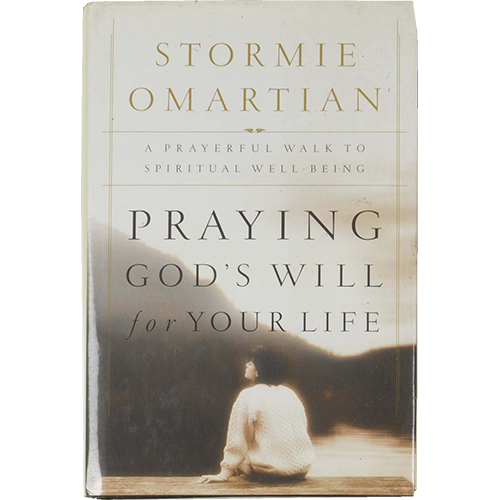 STORMIE
OMARTIAN
A PRAYERFUL WALK TO
SPIRITUAL WELL-BEING
PRAYING
GOD'S WILL
for YOUR LIFE